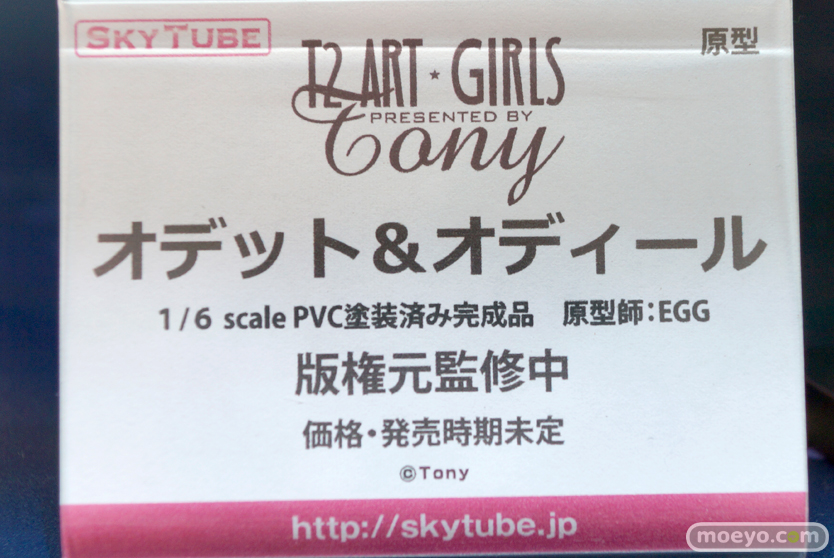 SKYTUBE
原型
T2 ART★GIRLS
PRESENTED BY
Tony
オデット&オディール
1/6 scale PVC塗装済み完成品　原型師:EGG
版権元監修中
価格・発売時期未定
©Tony
http://skytube.jp
moeyo.com